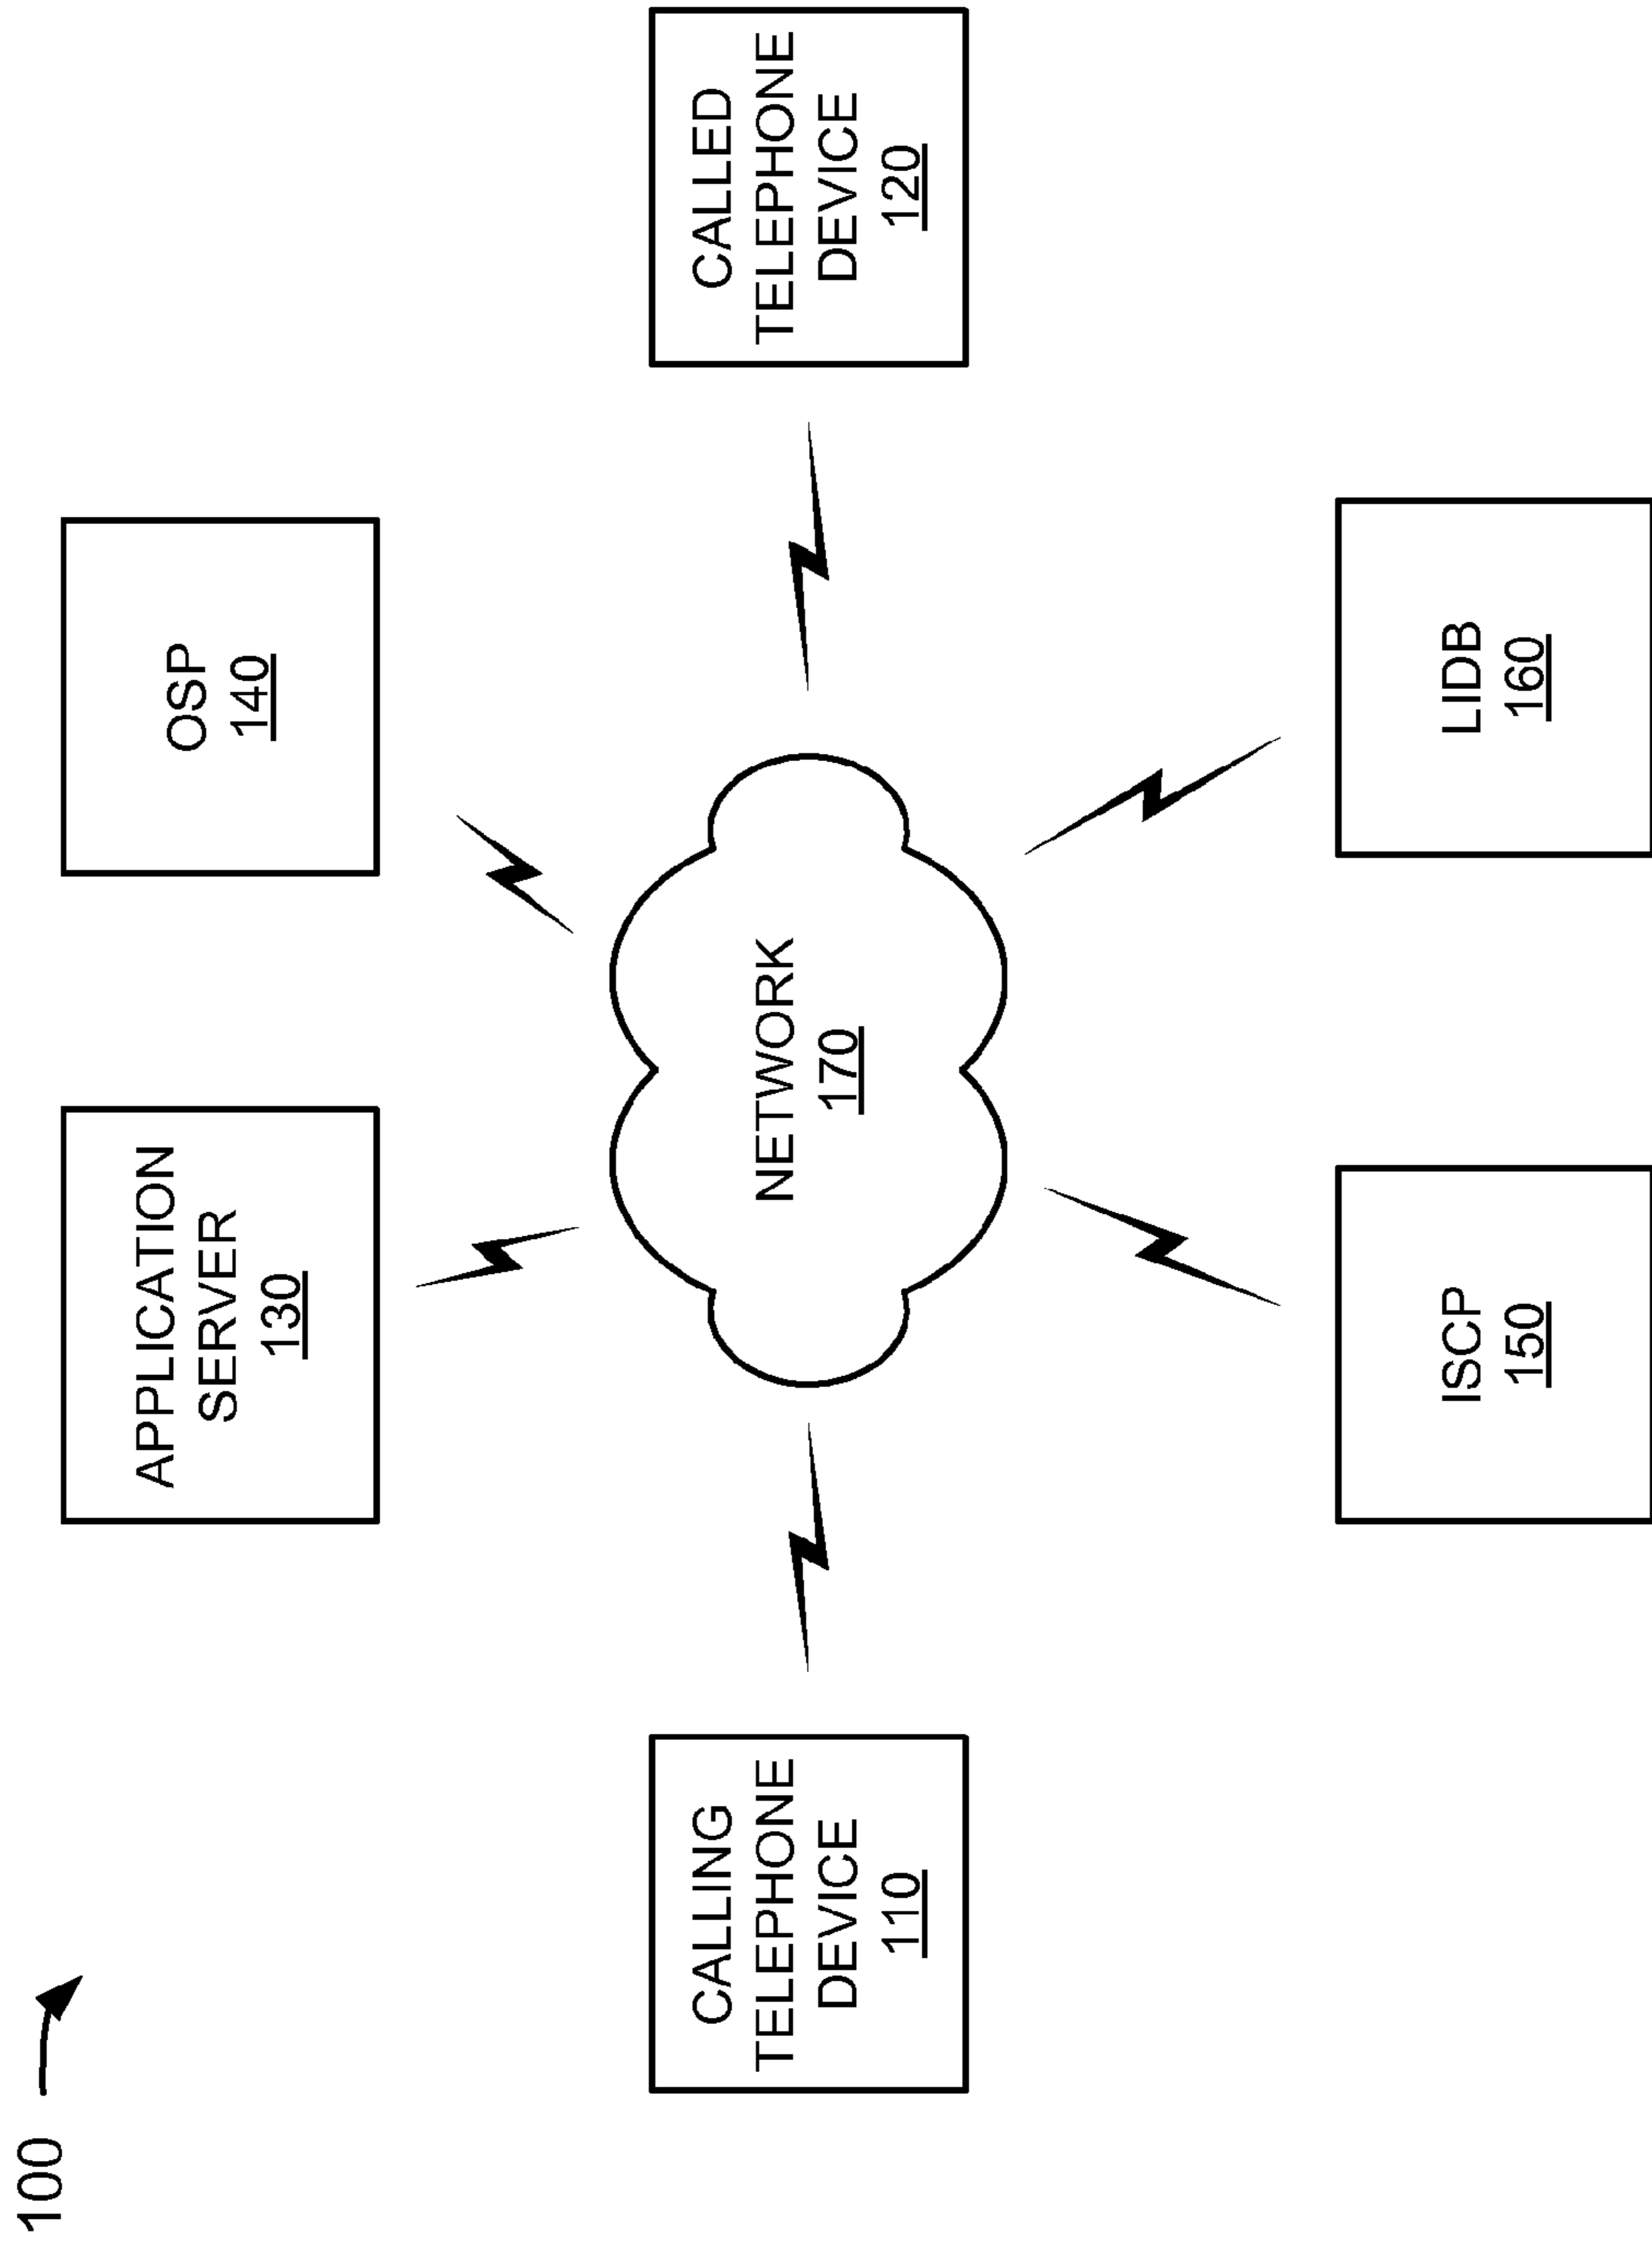 100
APPLICATION
SERVER
130
OSP
140
CALLING
TELEPHONE
DEVICE
110
NETWORK
170
CALLED
TELEPHONE
DEVICE
120
ISCP
150
LIDB
160